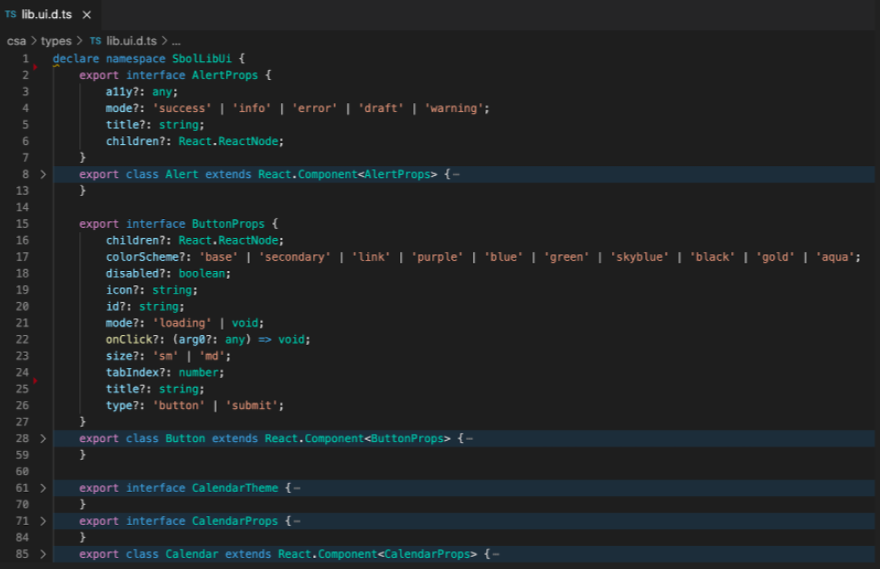 TS lib.ui.d.ts ×
csa > types > TS lib.ui.d.ts > ...
1 declare namespace SbolLibUi {
2 export interface AlertProps {
3 a11y?: any;
4 mode?: 'success' | 'info' | 'error' | 'draft' | 'warning';
5 title?: string;
6 children?: React.ReactNode;
7 }
8 > export class Alert extends React.Component<AlertProps> {–
13 }
14
15 export interface ButtonProps {
16 children?: React.ReactNode;
17 colorScheme?: 'base' | 'secondary' | 'link' | 'purple' | 'blue' | 'green' | 'skyblue' | 'black' | 'gold' | 'aqua';
18 disabled?: boolean;
19 icon?: string;
20 id?: string;
21 mode?: 'loading' | void;
22 onClick?: (arg0?: any) => void;
23 size?: 'sm' | 'md';
24 tabIndex?: number;
25 title?: string;
26 type?: 'button' | 'submit';
27 }
28 > export class Button extends React.Component<ButtonProps> {–
59 }
60
61 > export interface CalendarTheme {–
70 }
71 > export interface CalendarProps {–
84 }
85 > export class Calendar extends React.Component<CalendarProps> {–